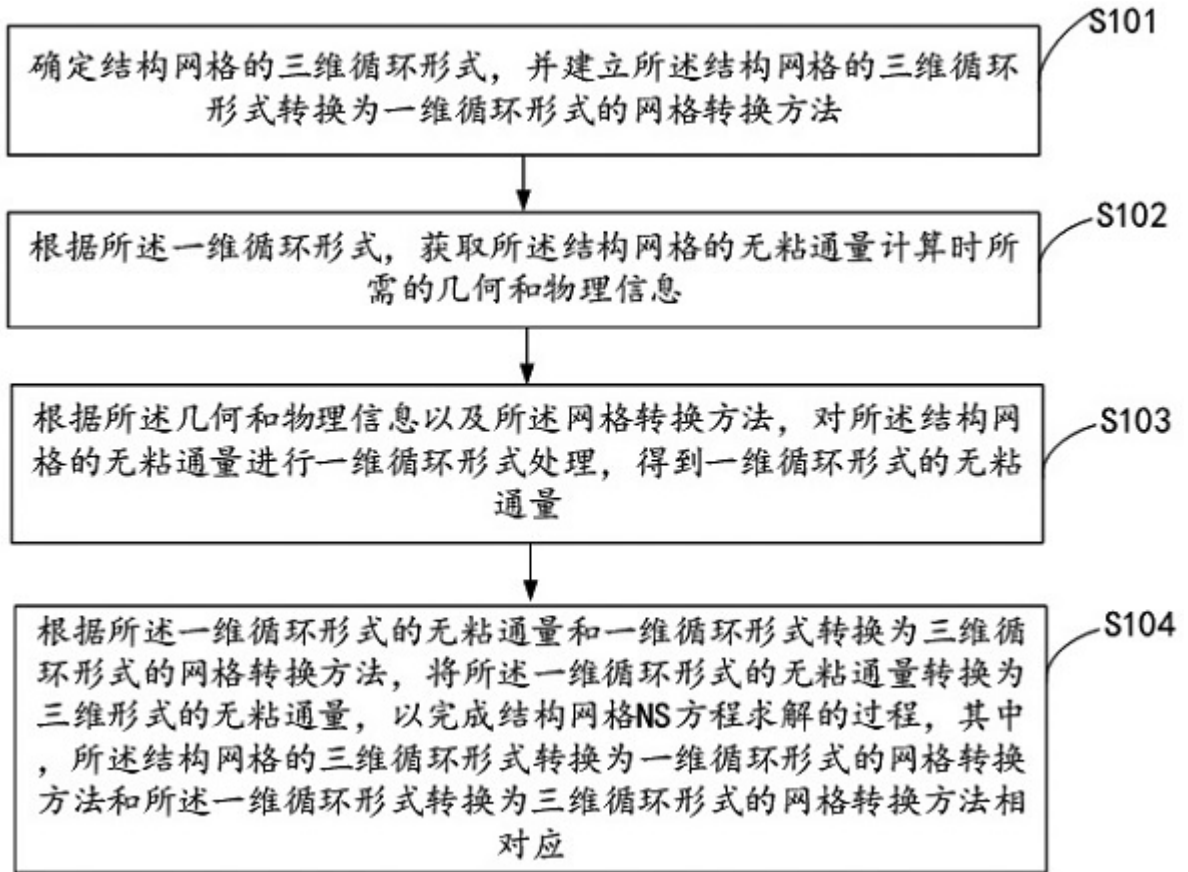 S101
确定结构网格的三维循环形式，并建立所述结构网格的三维循环
形式转换为一维循环形式的网格转换方法
S102
根据所述一维循环形式，获取所述结构网格的无粘通量计算时所
需的几何和物理信息
S103
根据所述几何和物理信息以及所述网格转换方法，对所述结构网
格的无粘通量进行一维循环形式处理，得到一维循环形式的无粘
通量
S104
根据所述一维循环形式的无粘通量和一维循环形式转换为三维循
环形式的网格转换方法，将所述一维循环形式的无粘通量转换为
三维形式的无粘通量，以完成结构网格NS方程求解的过程，其中
，所述结构网格的三维循环形式转换为一维循环形式的网格转换
方法和所述一维循环形式转换为三维循环形式的网格转换方法相
对应